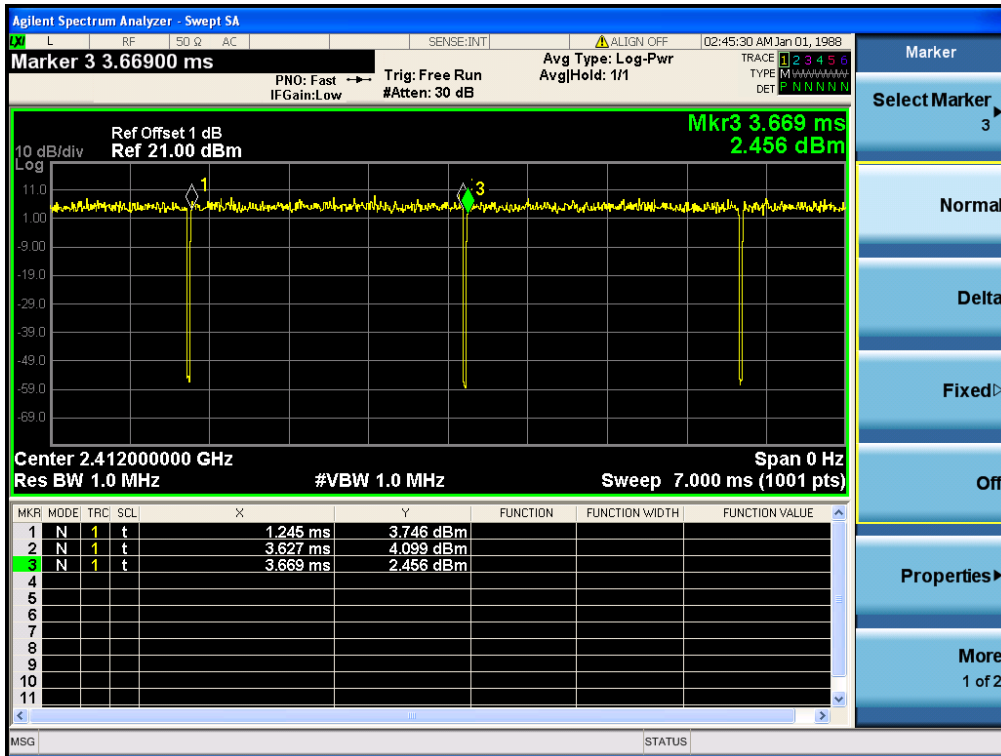 Agilent Spectrum Analyzer - Swept SA
LXI L RF 50 Ω AC SENSE:INT ALIGN OFF 02:45:30 AM Jan 01, 1988
Marker 3 3.66900 ms
PNO: Fast
IFGain:Low
Trig: Free Run
#Atten: 30 dB
Avg Type: Log-Pwr
Avg|Hold: 1/1
TRACE 1 2 3 4 5 6
TYPE M
DET P N N N N N
Mkr3 3.669 ms
2.456 dBm
Ref Offset 1 dB
Ref 21.00 dBm
10 dB/div
Log
11.0
1.00
-9.00
-19.0
-29.0
-39.0
-49.0
-59.0
-69.0
1
3
Center 2.412000000 GHz
Span 0 Hz
Res BW 1.0 MHz
#VBW 1.0 MHz
Sweep 7.000 ms (1001 pts)
MKR MODE TRC SCL X Y FUNCTION FUNCTION WIDTH FUNCTION VALUE
1 N 1 t 1.245 ms 3.746 dBm
2 N 1 t 3.627 ms 4.099 dBm
3 N 1 t 3.669 ms 2.456 dBm
4
5
6
7
8
9
10
11
MSG
STATUS
Marker
Select Marker
3
Normal
Delta
Fixed
Off
Properties
More
1 of 2